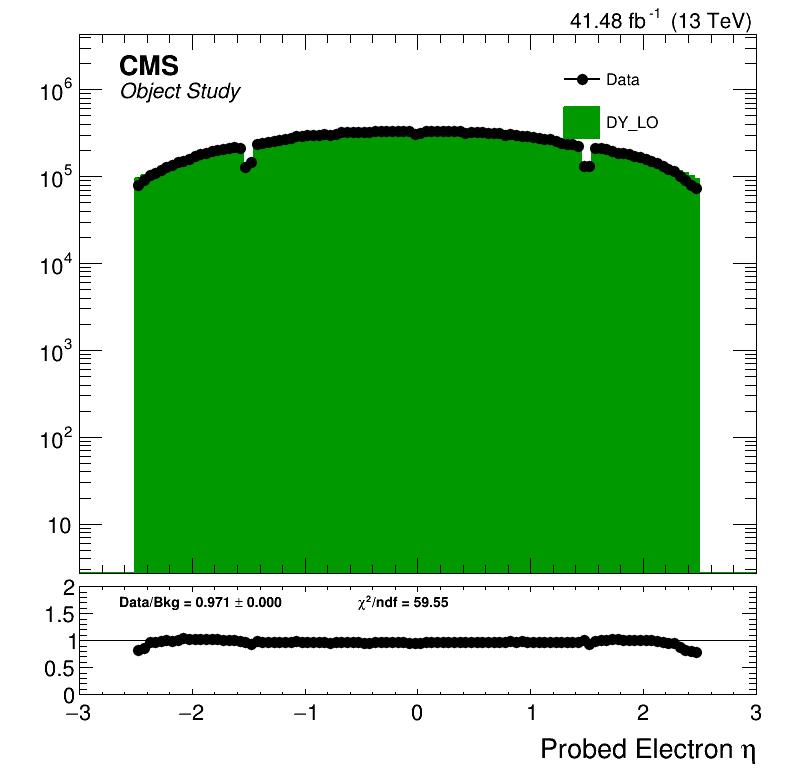 41.48 fb⁻¹ (13 TeV)
CMS
Object Study
Data
DY_LO
10⁶
10⁵
10⁴
10³
10²
10
Data/Bkg = 0.971 ± 0.000
χ²/ndf = 59.55
2
1.5
1
0.5
0
−3 −2 −1 0 1 2 3
Probed Electron η